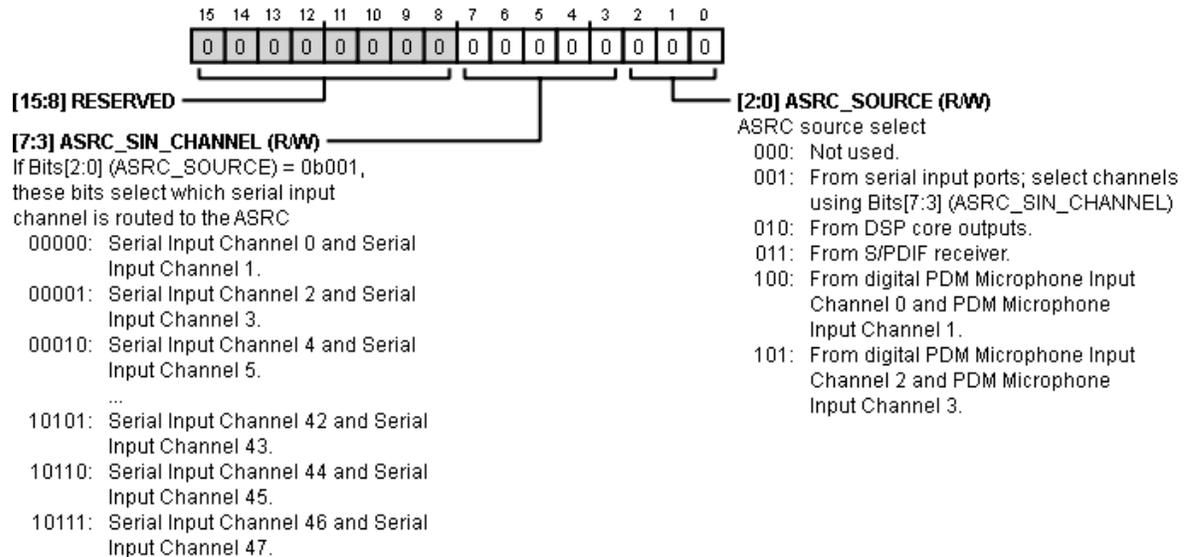 15 14 13 12 11 10 9 8 7 6 5 4 3 2 1 0
0 0 0 0 0 0 0 0 0 0 0 0 0 0 0 0
[15:8] RESERVED
[7:3] ASRC_SIN_CHANNEL (R/W)
If Bits[2:0] (ASRC_SOURCE) = 0b001,
these bits select which serial input
channel is routed to the ASRC
00000: Serial Input Channel 0 and Serial
Input Channel 1.
00001: Serial Input Channel 2 and Serial
Input Channel 3.
00010: Serial Input Channel 4 and Serial
Input Channel 5.
...
10101: Serial Input Channel 42 and Serial
Input Channel 43.
10110: Serial Input Channel 44 and Serial
Input Channel 45.
10111: Serial Input Channel 46 and Serial
Input Channel 47.
[2:0] ASRC_SOURCE (R/W)
ASRC source select
000: Not used.
001: From serial input ports; select channels
using Bits[7:3] (ASRC_SIN_CHANNEL)
010: From DSP core outputs.
011: From S/PDIF receiver.
100: From digital PDM Microphone Input
Channel 0 and PDM Microphone
Input Channel 1.
101: From digital PDM Microphone Input
Channel 2 and PDM Microphone
Input Channel 3.